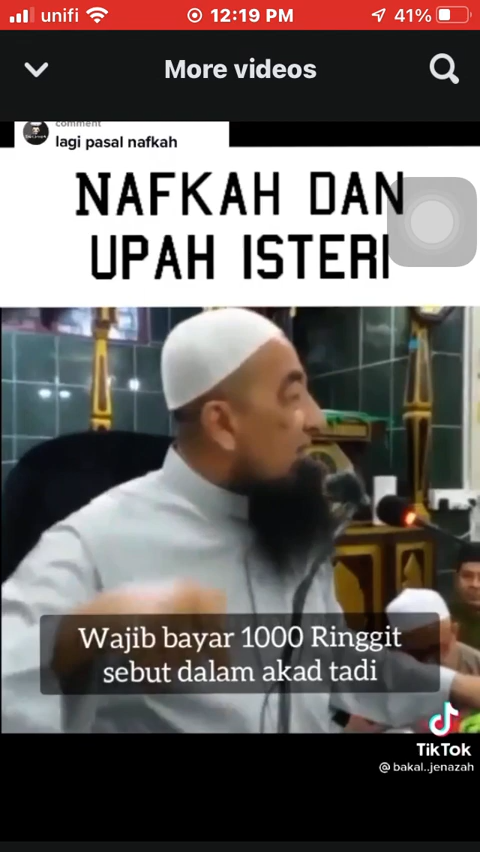 unifi
12:19 PM
41%
More videos
comment
lagi pasal nafkah
NAFKAH DAN
UPAH ISTERI
Wajib bayar 1000 Ringgit
sebut dalam akad tadi
TikTok
@bakal..jenazah